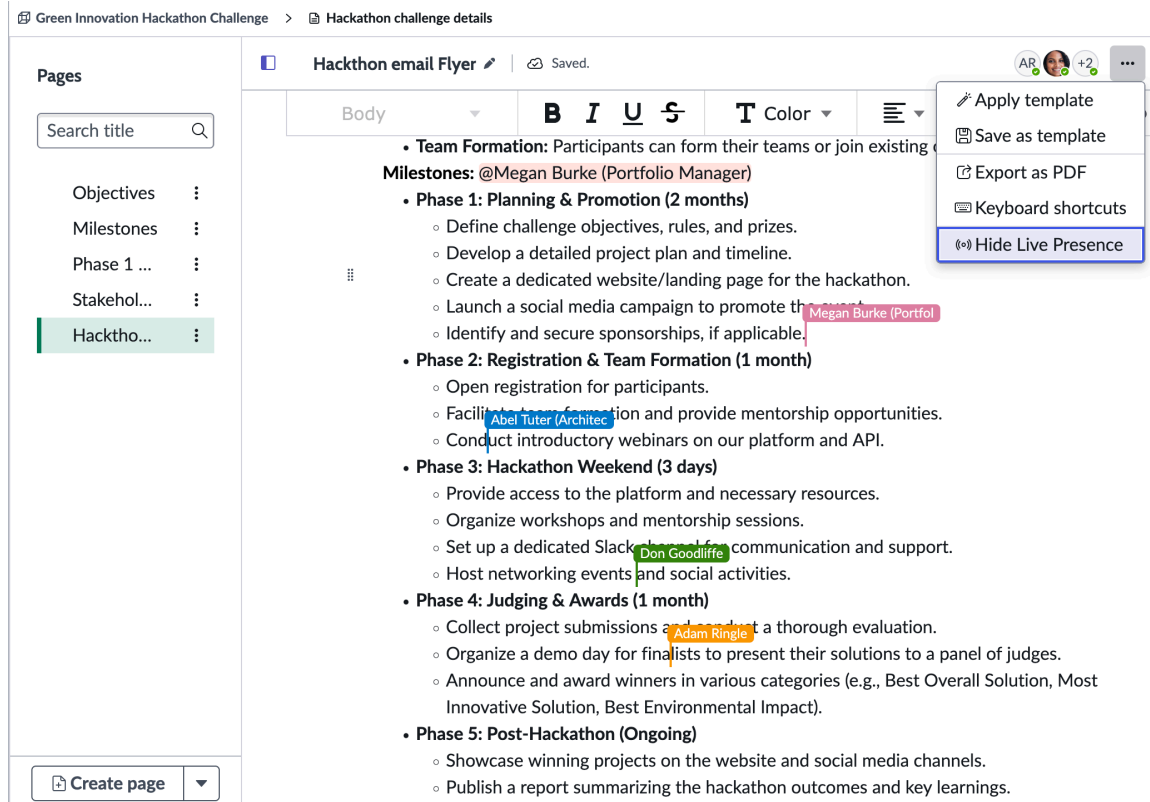 Green Innovation Hackathon Challenge > Hackathon challenge details
Pages
Search title
Objectives
Milestones
Phase 1 ...
Stakehol...
Hacktho...
Create page
Hackthon email Flyer
Saved.
AR
+2
Body
B I U S
T Color
Apply template
Save as template
Export as PDF
Keyboard shortcuts
Hide Live Presence
• Team Formation: Participants can form their teams or join existing
Milestones: @Megan Burke (Portfolio Manager)
• Phase 1: Planning & Promotion (2 months)
◦ Define challenge objectives, rules, and prizes.
◦ Develop a detailed project plan and timeline.
◦ Create a dedicated website/landing page for the hackathon.
◦ Launch a social media campaign to promote the event.
Megan Burke (Portfol
◦ Identify and secure sponsorships, if applicable.
• Phase 2: Registration & Team Formation (1 month)
◦ Open registration for participants.
◦ Facilitate team formation and provide mentorship opportunities.
Abel Tuter (Architec
◦ Conduct introductory webinars on our platform and API.
• Phase 3: Hackathon Weekend (3 days)
◦ Provide access to the platform and necessary resources.
◦ Organize workshops and mentorship sessions.
◦ Set up a dedicated Slack channel for communication and support.
Don Goodliffe
◦ Host networking events and social activities.
• Phase 4: Judging & Awards (1 month)
◦ Collect project submissions and conduct a thorough evaluation.
Adam Ringle
◦ Organize a demo day for finalists to present their solutions to a panel of judges.
◦ Announce and award winners in various categories (e.g., Best Overall Solution, Most
Innovative Solution, Best Environmental Impact).
• Phase 5: Post-Hackathon (Ongoing)
◦ Showcase winning projects on the website and social media channels.
◦ Publish a report summarizing the hackathon outcomes and key learnings.